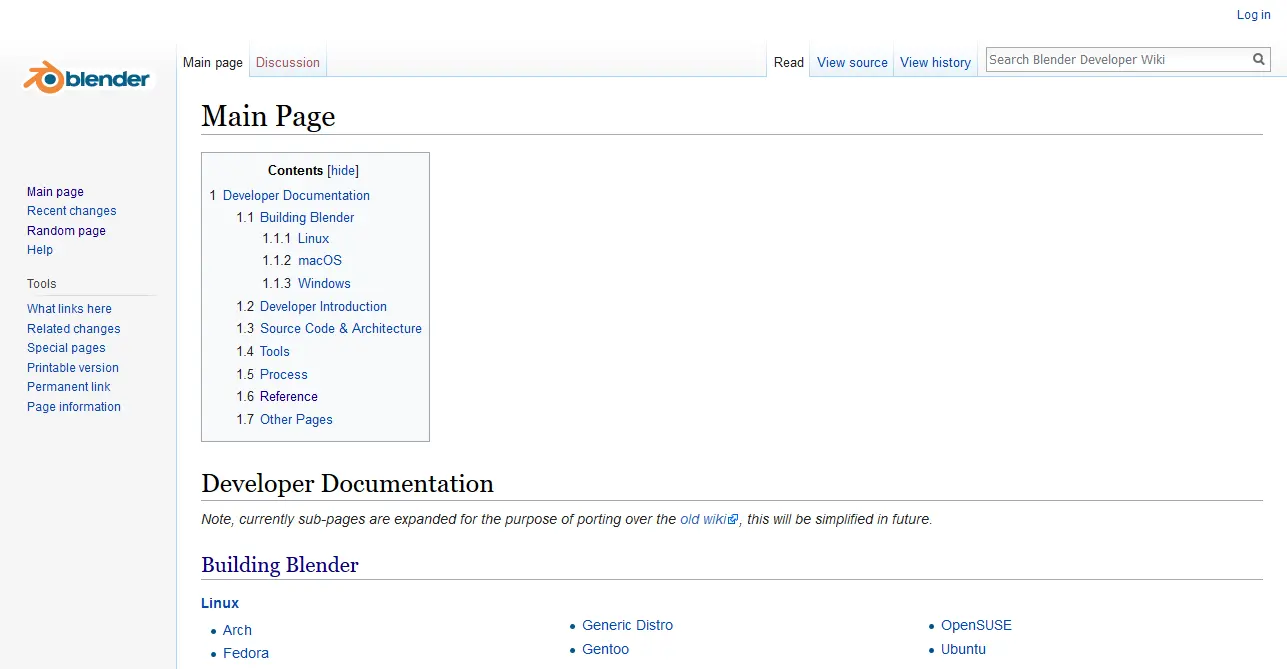 Log in
blender
Main page Discussion Read View source View history Search Blender Developer Wiki
Main page
Recent changes
Random page
Help
Tools
What links here
Related changes
Special pages
Printable version
Permanent link
Page information
Main Page
Contents [hide]
1 Developer Documentation
1.1 Building Blender
1.1.1 Linux
1.1.2 macOS
1.1.3 Windows
1.2 Developer Introduction
1.3 Source Code & Architecture
1.4 Tools
1.5 Process
1.6 Reference
1.7 Other Pages
Developer Documentation
Note, currently sub-pages are expanded for the purpose of porting over the old wiki, this will be simplified in future.
Building Blender
Linux
• Arch
• Fedora
• Generic Distro
• Gentoo
• OpenSUSE
• Ubuntu